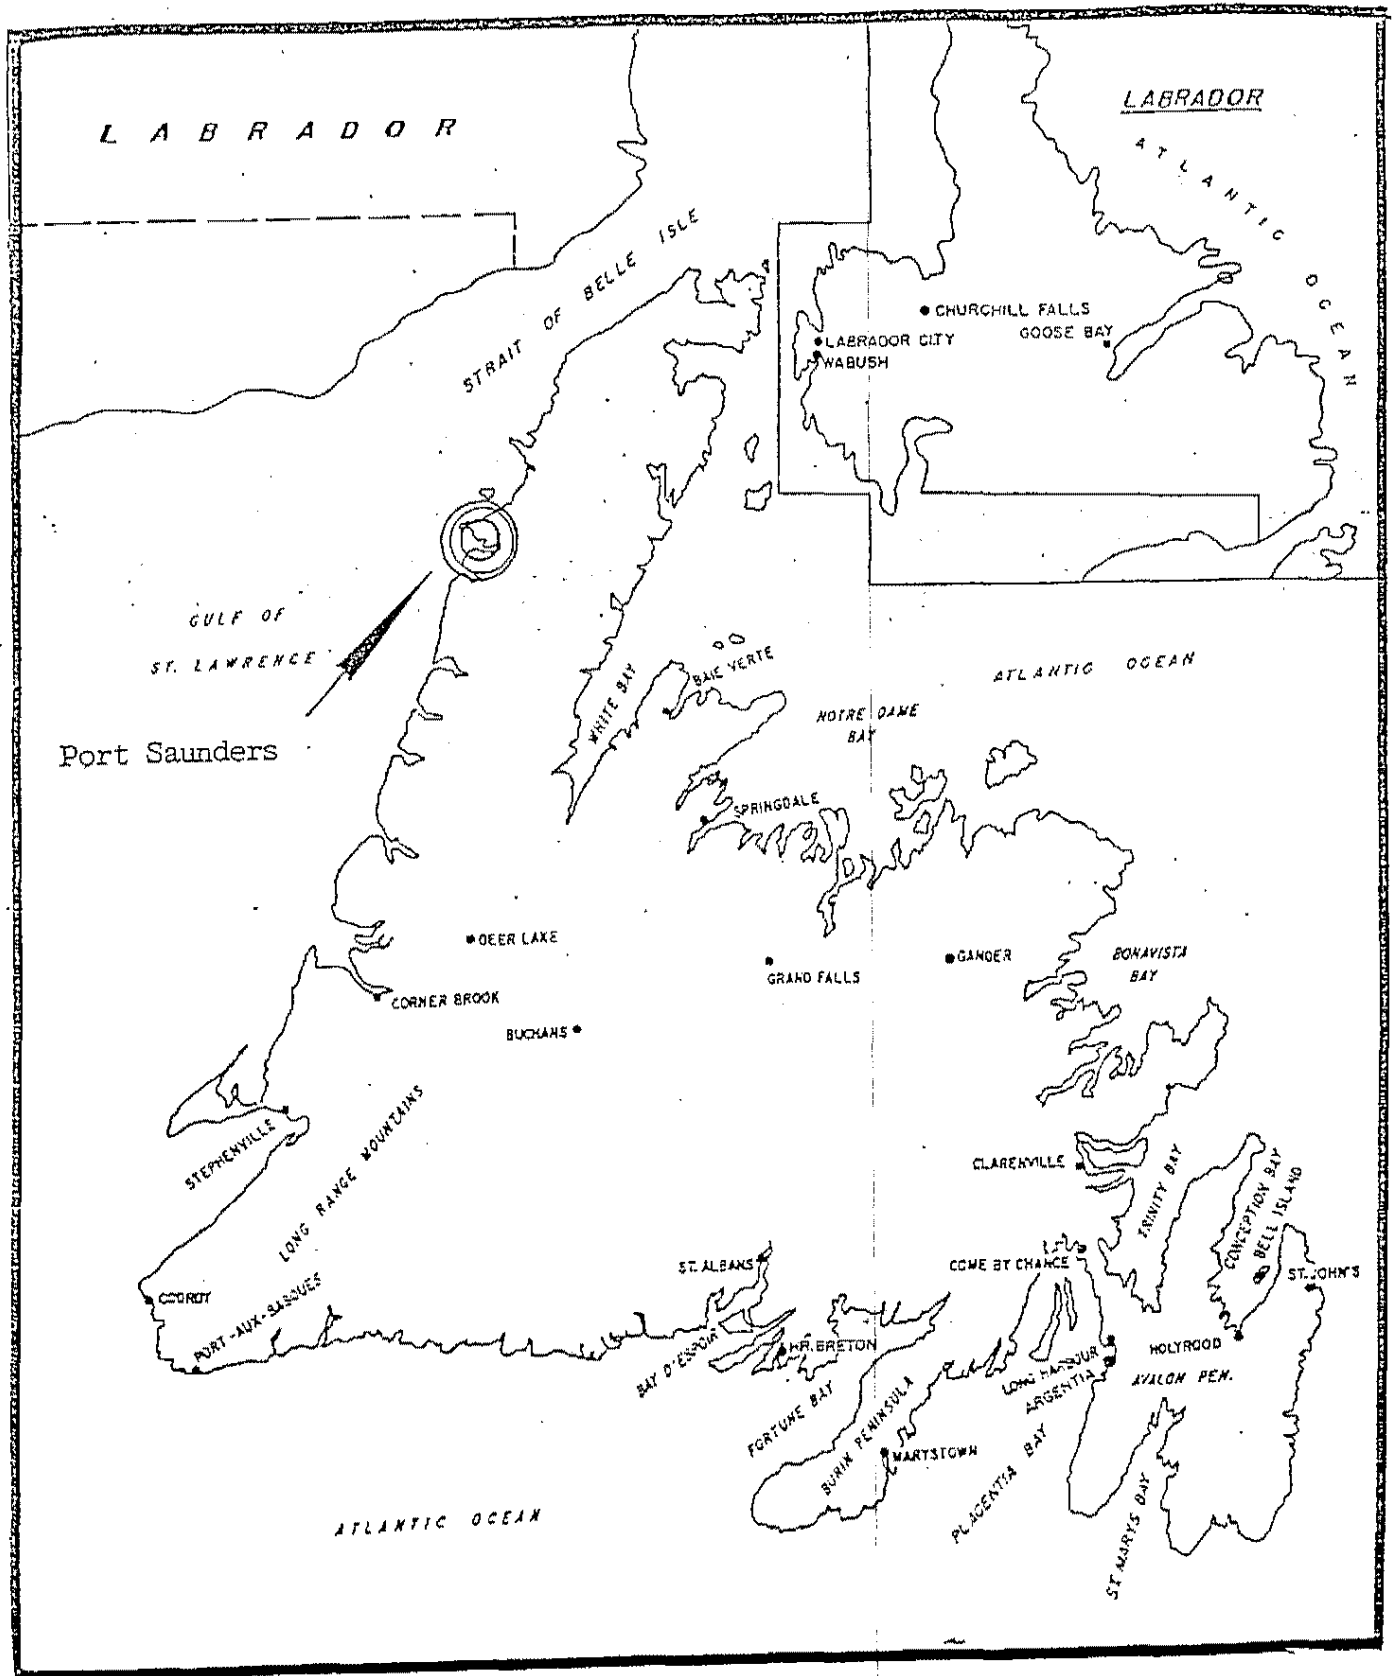 LABRADOR
LABRADOR
ATLANTIC OCEAN
STRAIT OF BELLE ISLE
CHURCHILL FALLS
GOOSE BAY
LABRADOR CITY
WABUSH
GULF OF
ST. LAWRENCE
Port Saunders
WHITE BAY
BAIE VERTE
ATLANTIC OCEAN
NOTRE DAME
BAY
SPRINGDALE
DEER LAKE
GRAND FALLS
GANDER
BONAVISTA
BAY
CORNER BROOK
BUCHANS
STEPHENVILLE
LONG RANGE MOUNTAINS
CLARENVILLE
TRINITY BAY
CONCEPTION BAY
BELL ISLAND
ST. JOHN'S
ST. ALBANS
COME BY CHANCE
CODROY
PORT-AUX-BASQUES
BAY D'ESPOIR
HR. BRETON
HOLYROOD
LONG HARBOUR
ARGENTIA
AVALON PEN.
FORTUNE BAY
BURIN PENINSULA
MARYSTOWN
PLACENTIA BAY
ST. MARYS BAY
ATLANTIC OCEAN